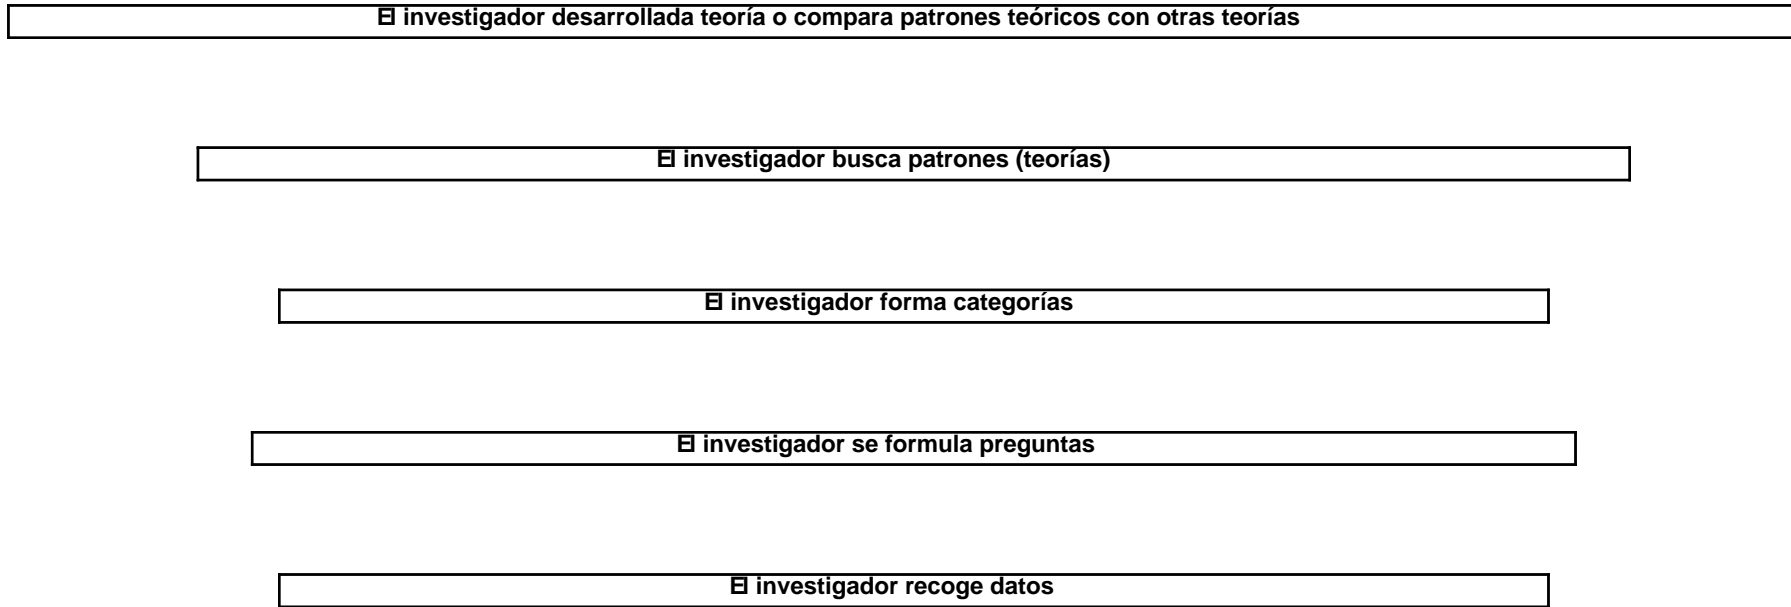 El investigador desarrollada teoría o compara patrones teóricos con otras teorías
El investigador busca patrones (teorías)
El investigador forma categorías
El investigador se formula preguntas
El investigador recoge datos